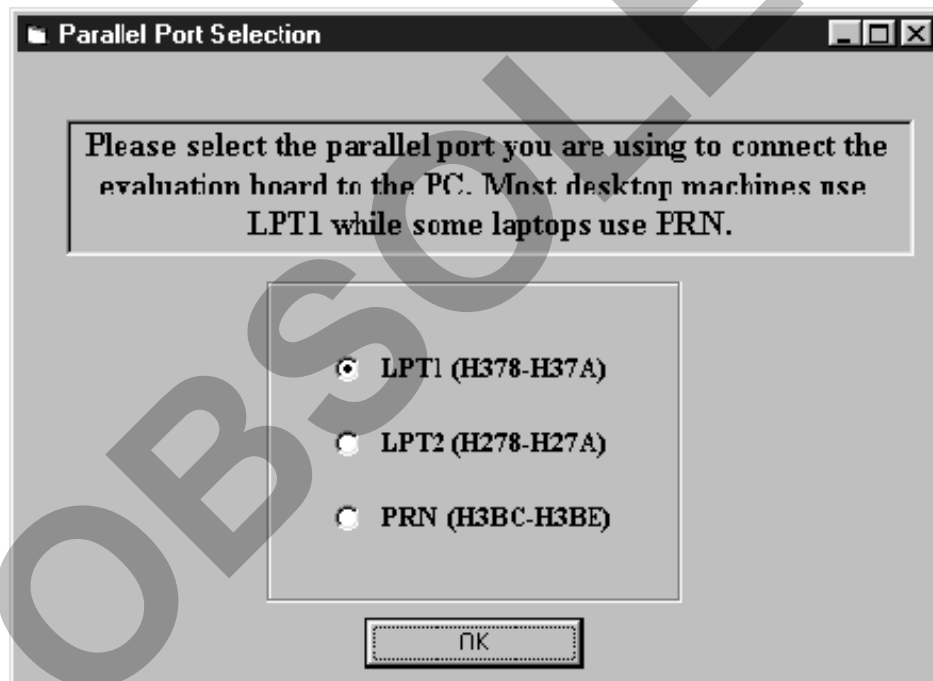 Parallel Port Selection
Please select the parallel port you are using to connect the
evaluation board to the PC. Most desktop machines use
LPT1 while some laptops use PRN.
LPT1 (H378-H37A)
LPT2 (H278-H27A)
PRN (H3BC-H3BE)
OK
OBSOLE